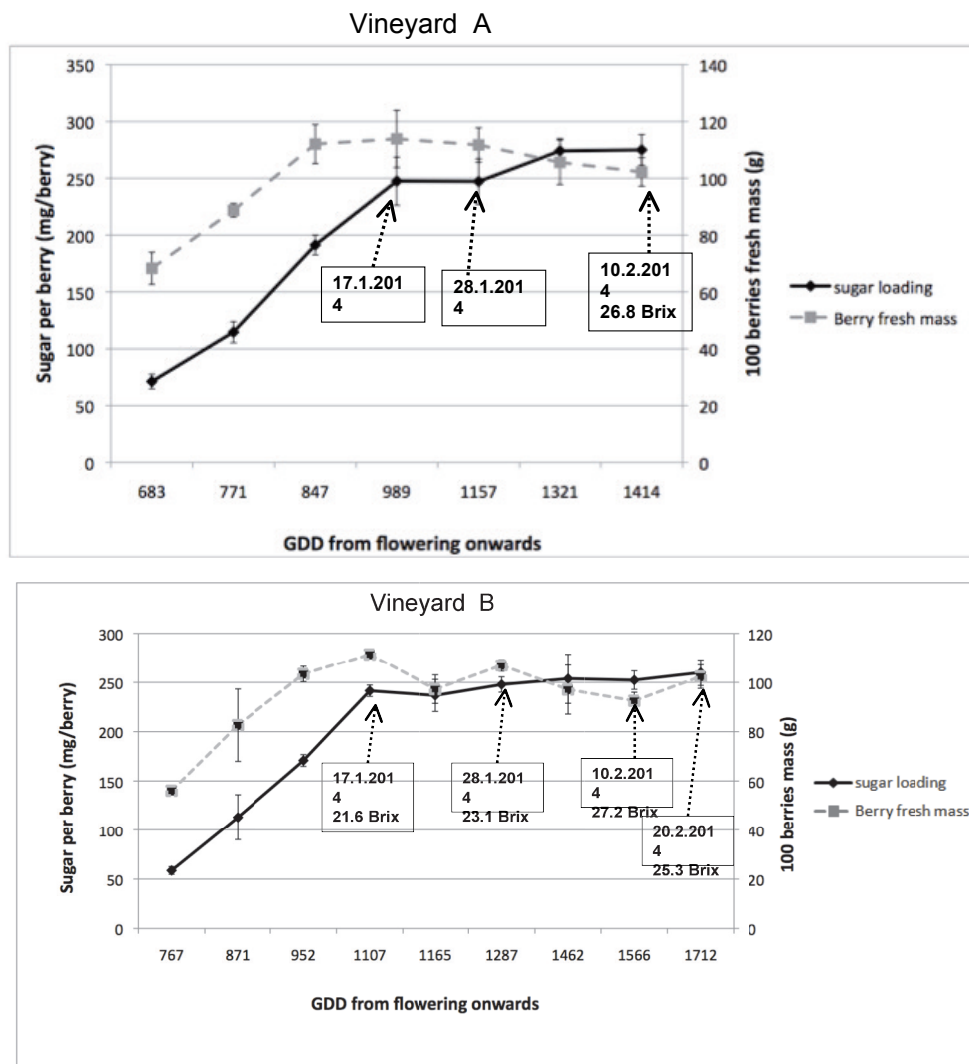 Vineyard A
350
300
250
200
150
100
50
0
Sugar per berry (mg/berry)
140
120
100
80
60
40
20
0
100 berries fresh mass (g)
17.1.201
4
28.1.201
4
10.2.201
4
26.8 Brix
sugar loading
Berry fresh mass
683 771 847 989 1157 1321 1414
GDD from flowering onwards
Vineyard B
300
250
200
150
100
50
0
Sugar per berry (mg/berry)
120
100
80
60
40
20
0
100 berries mass (g)
17.1.201
4
21.6 Brix
28.1.201
4
23.1 Brix
10.2.201
4
27.2 Brix
20.2.201
4
25.3 Brix
sugar loading
Berry fresh mass
767 871 952 1107 1165 1287 1462 1566 1712
GDD from flowering onwards